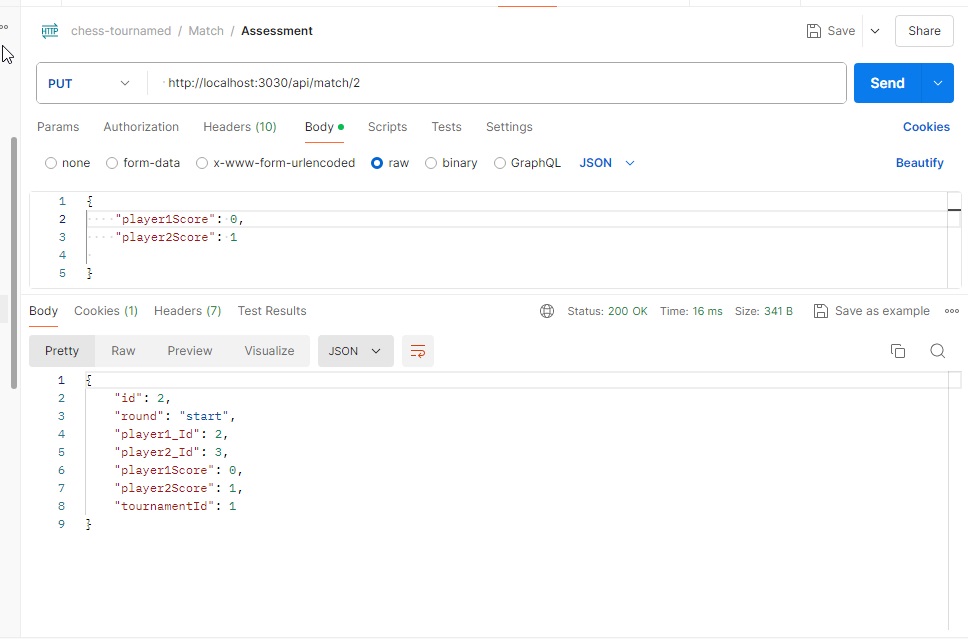 HTTP chess-tournamed / Match / Assessment Save Share
PUT http://localhost:3030/api/match/2 Send
Params Authorization Headers (10) Body Scripts Tests Settings Cookies
none form-data x-www-form-urlencoded raw binary GraphQL JSON Beautify
1 {
2 "player1Score": 0,
3 "player2Score": 1
4
5 }
Body Cookies (1) Headers (7) Test Results Status: 200 OK Time: 16 ms Size: 341 B Save as example
Pretty Raw Preview Visualize JSON
1 {
2 "id": 2,
3 "round": "start",
4 "player1_Id": 2,
5 "player2_Id": 3,
6 "player1Score": 0,
7 "player2Score": 1,
8 "tournamentId": 1
9 }